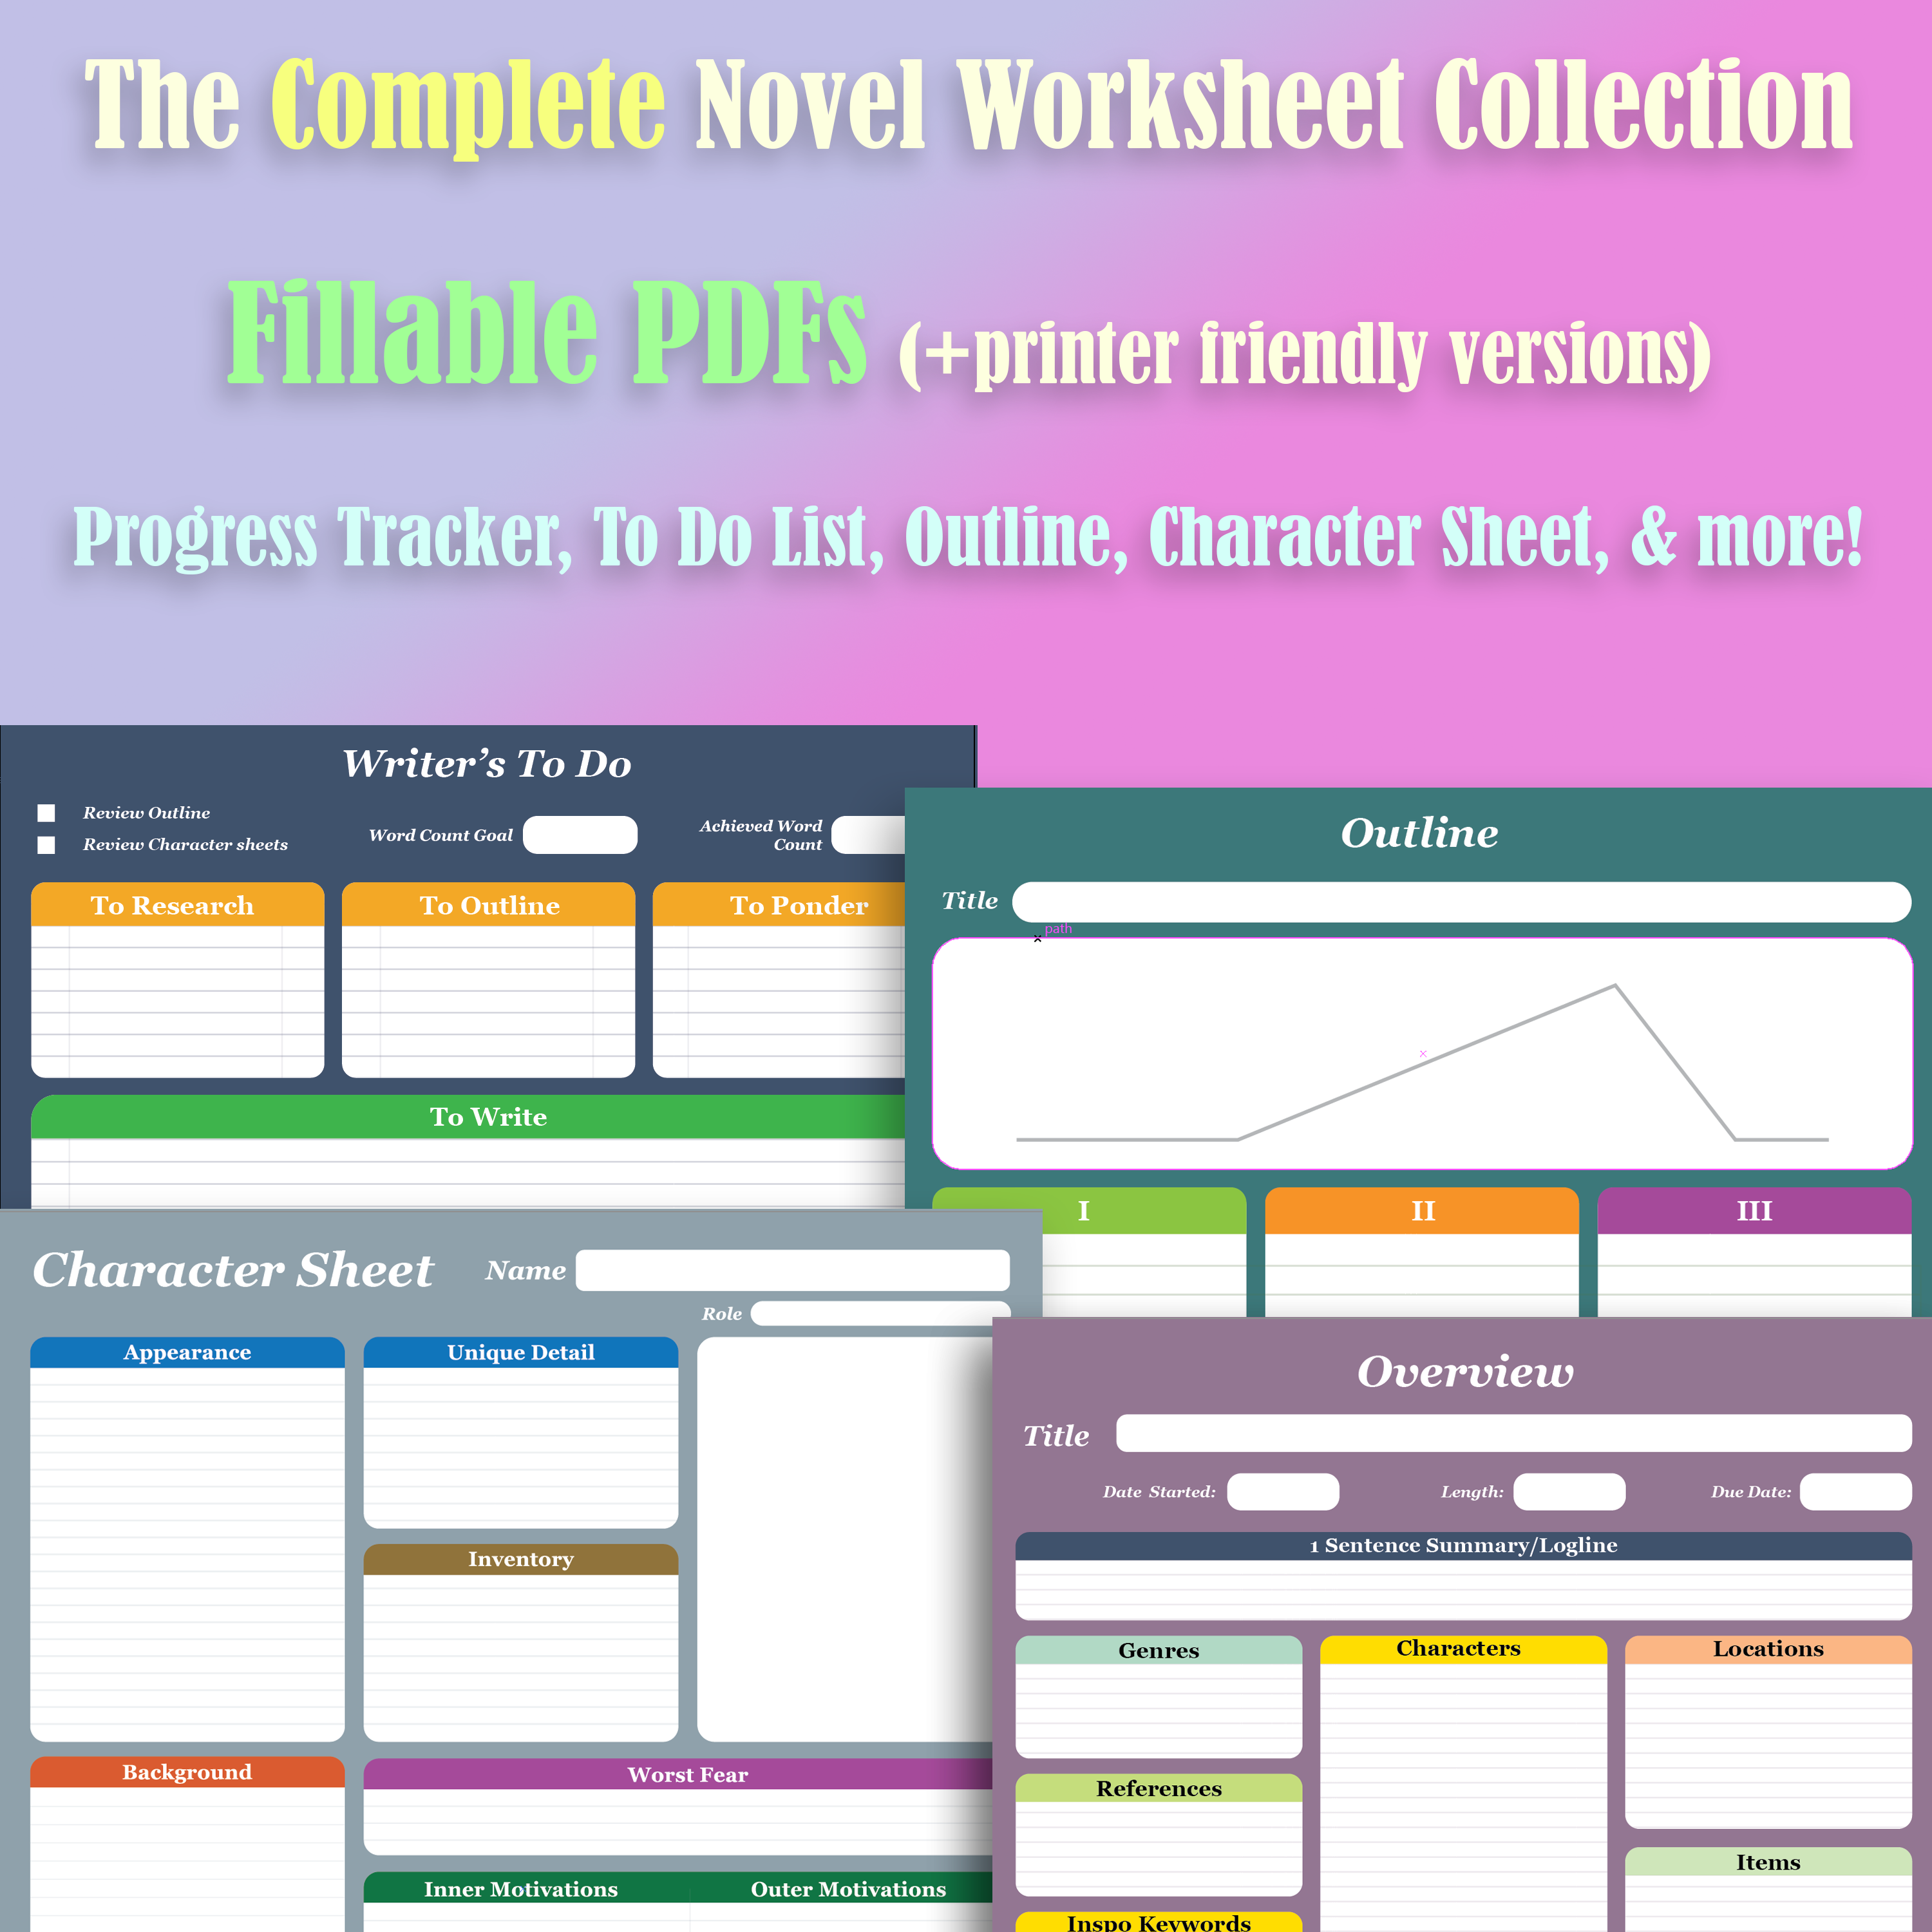 The Complete Novel Worksheet Collection
Fillable PDFs (+printer friendly versions)
Progress Tracker, To Do List, Outline, Character Sheet, & more!
Writer's To Do
Review Outline
Review Character sheets
Word Count Goal
Achieved Word
Count
To Research
To Outline
To Ponder
To Write
Outline
Title
path
I
II
III
Character Sheet
Name
Role
Appearance
Unique Detail
Inventory
Background
Worst Fear
Inner Motivations
Outer Motivations
Overview
Title
Date Started:
Length:
Due Date:
1 Sentence Summary/Logline
Genres
Characters
Locations
References
Items
Inspo Keywords